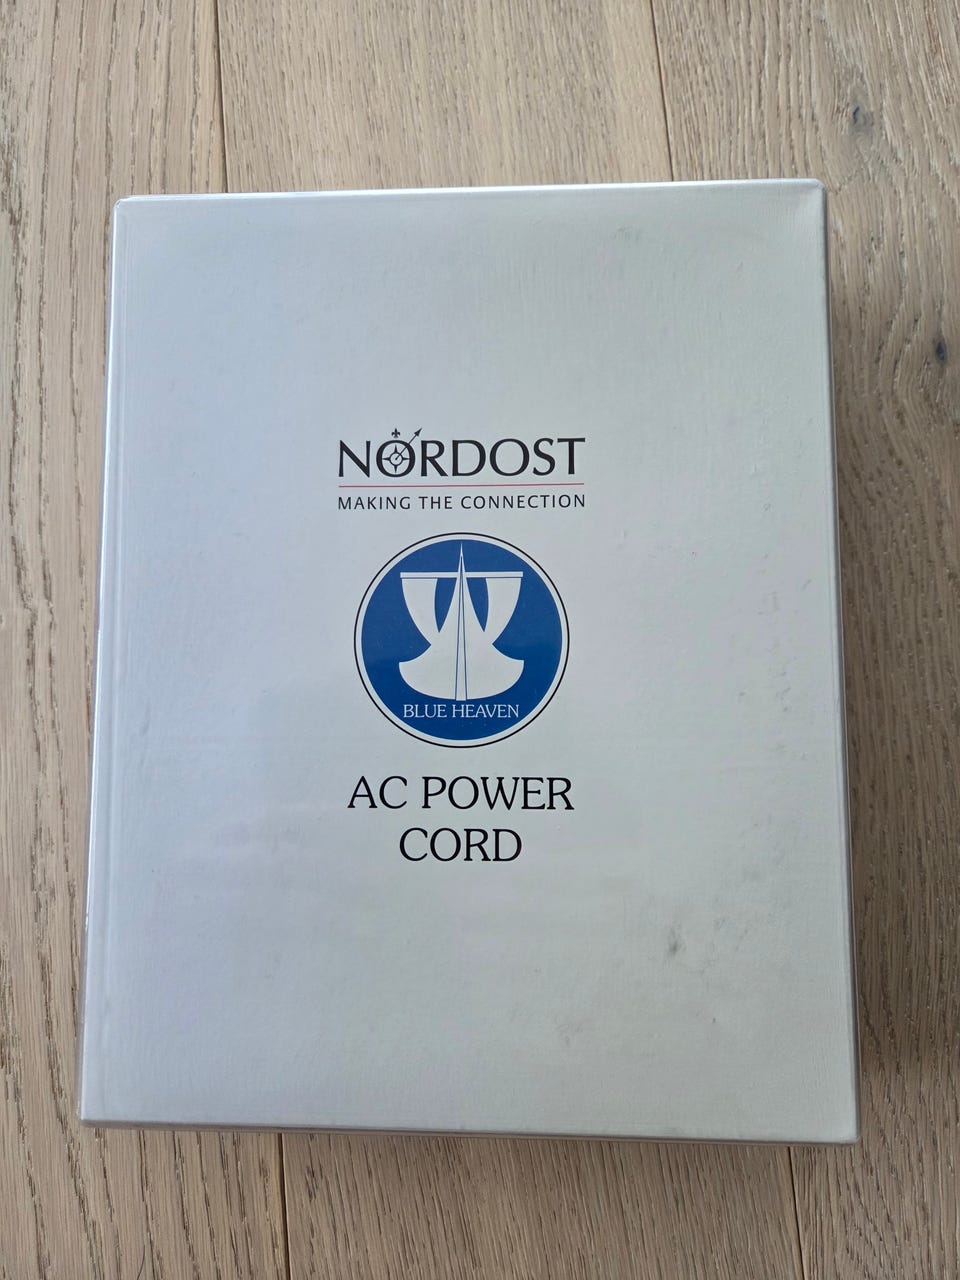 NORDOST
MAKING THE CONNECTION
BLUE HEAVEN
AC POWER
CORD